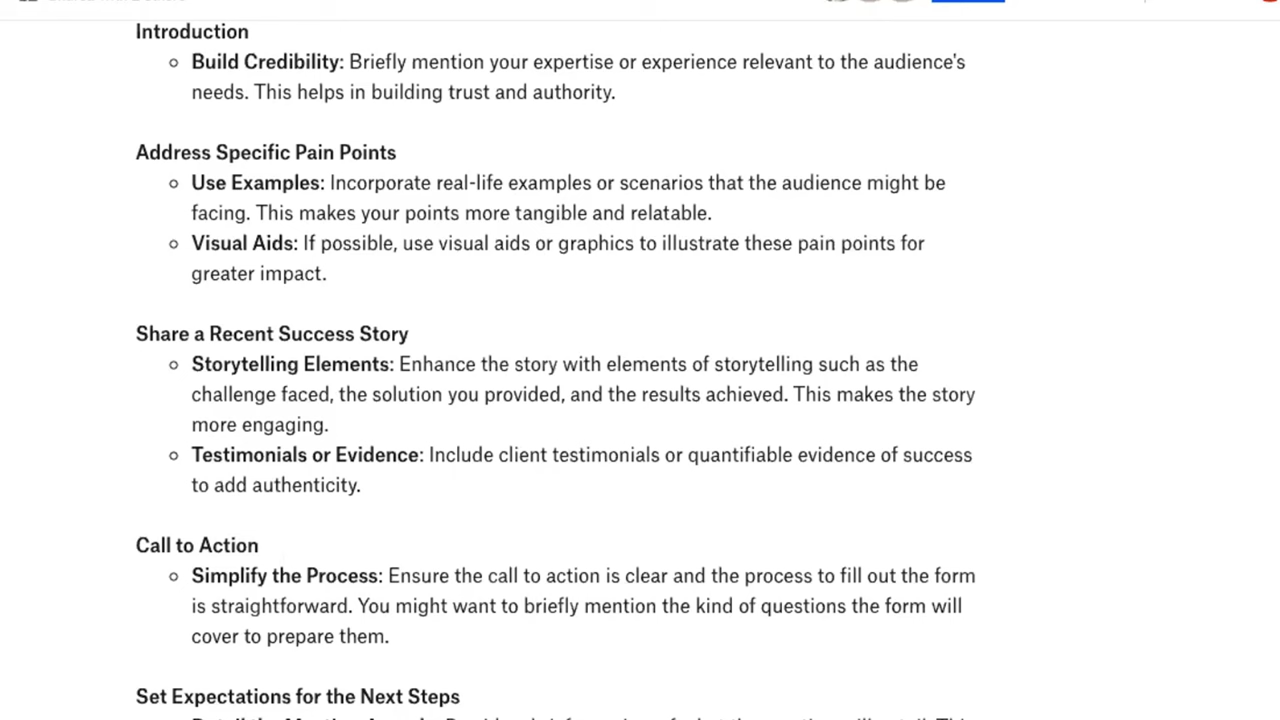 Introduction
Build Credibility: Briefly mention your expertise or experience relevant to the audience's
needs. This helps in building trust and authority.
Address Specific Pain Points
Use Examples: Incorporate real-life examples or scenarios that the audience might be
facing. This makes your points more tangible and relatable.
Visual Aids: If possible, use visual aids or graphics to illustrate these pain points for
greater impact.
Share a Recent Success Story
Storytelling Elements: Enhance the story with elements of storytelling such as the
challenge faced, the solution you provided, and the results achieved. This makes the story
more engaging.
Testimonials or Evidence: Include client testimonials or quantifiable evidence of success
to add authenticity.
Call to Action
Simplify the Process: Ensure the call to action is clear and the process to fill out the form
is straightforward. You might want to briefly mention the kind of questions the form will
cover to prepare them.
Set Expectations for the Next Steps